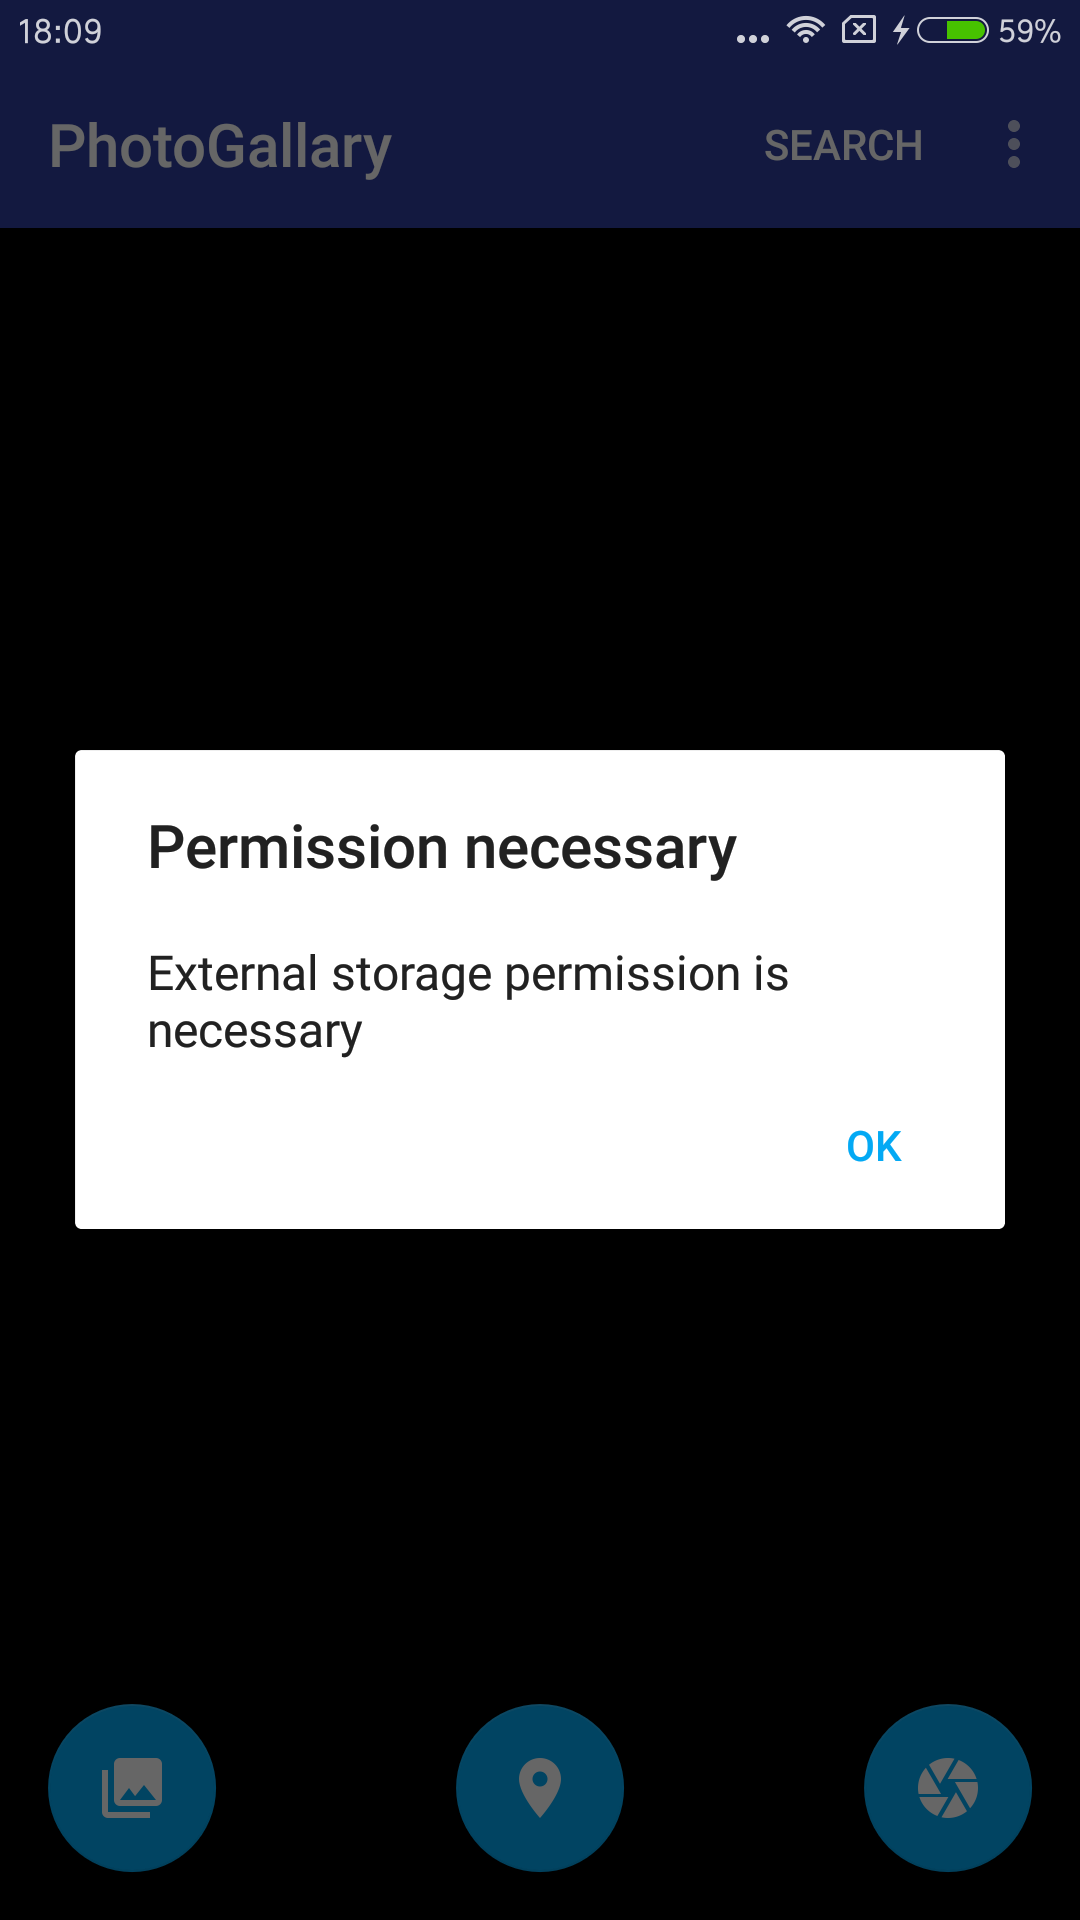 18:09 59%
PhotoGallary SEARCH
Permission necessary
External storage permission is
necessary
OK